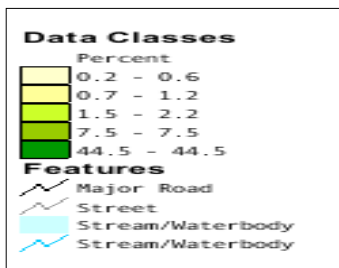 Data Classes
Percent
0.2 - 0.6
0.7 - 1.2
1.5 - 2.2
7.5 - 7.5
44.5 - 44.5
Features
Major Road
Street
Stream/Waterbody
Stream/Waterbody